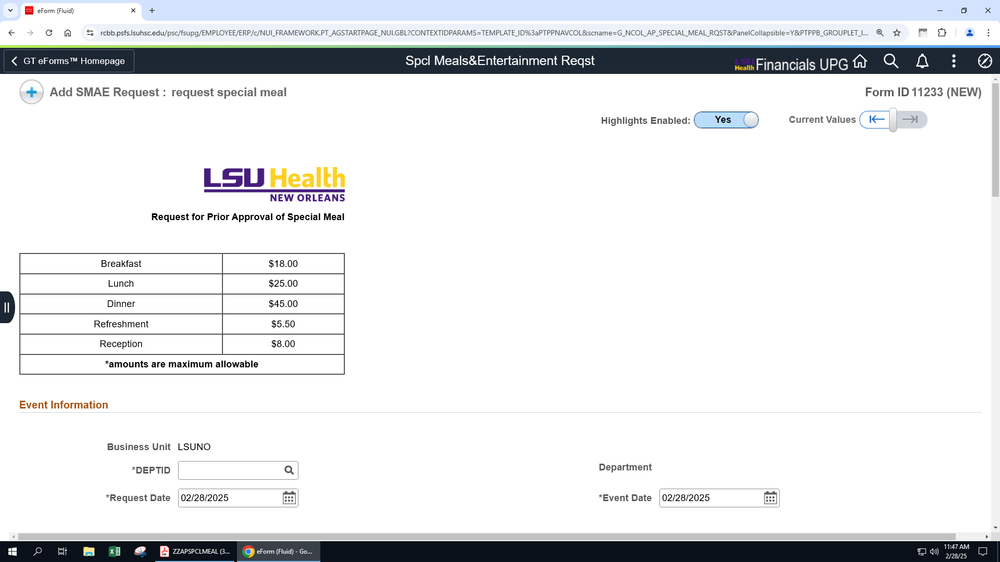 eForm (Fluid)
rcbb.psfs.lsuhsc.edu/psc/fsupg/EMPLOYEE/ERP/c/NUI_FRAMEWORK.PT_AGSTARTPAGE_NUI.GBL?CONTEXTIDPARAMS=TEMPLATE_ID%3aPTPPNAVCOL&scname=G_NCOL_AP_SPECIAL_MEAL_RQST&PanelCollapsible=Y&PTPPB_GROUPLET_I...
GT eForms™ Homepage
Spcl Meals&Entertainment Reqst
LSU Health Financials UPG
Add SMAE Request : request special meal
Form ID 11233 (NEW)
Highlights Enabled: Yes
Current Values
LSU Health
NEW ORLEANS
Request for Prior Approval of Special Meal
Breakfast $18.00
Lunch $25.00
Dinner $45.00
Refreshment $5.50
Reception $8.00
*amounts are maximum allowable
Event Information
Business Unit LSUNO
*DEPTID
Department
*Request Date 02/28/2025
*Event Date 02/28/2025
ZZAPSPCLMEAL (3...
eForm (Fluid) - Go...
11:47 AM
2/28/25